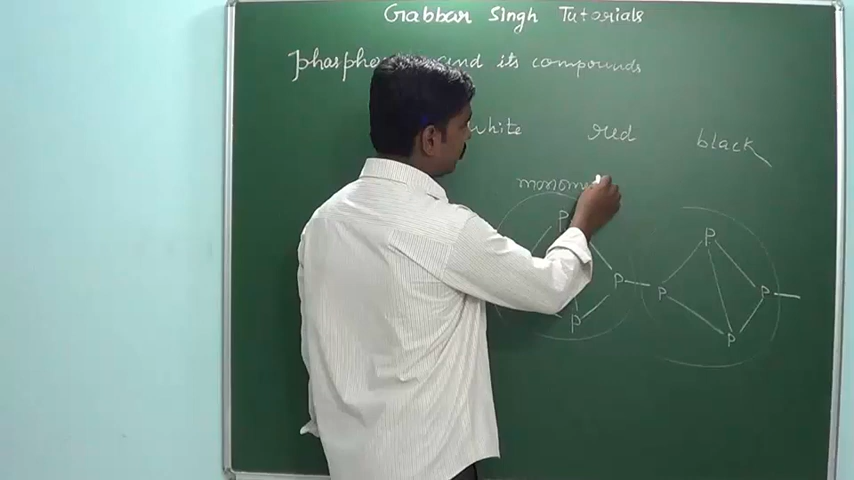 Gabbar Singh Tutorials
and its compounds
white red black
P P
P P P
P P